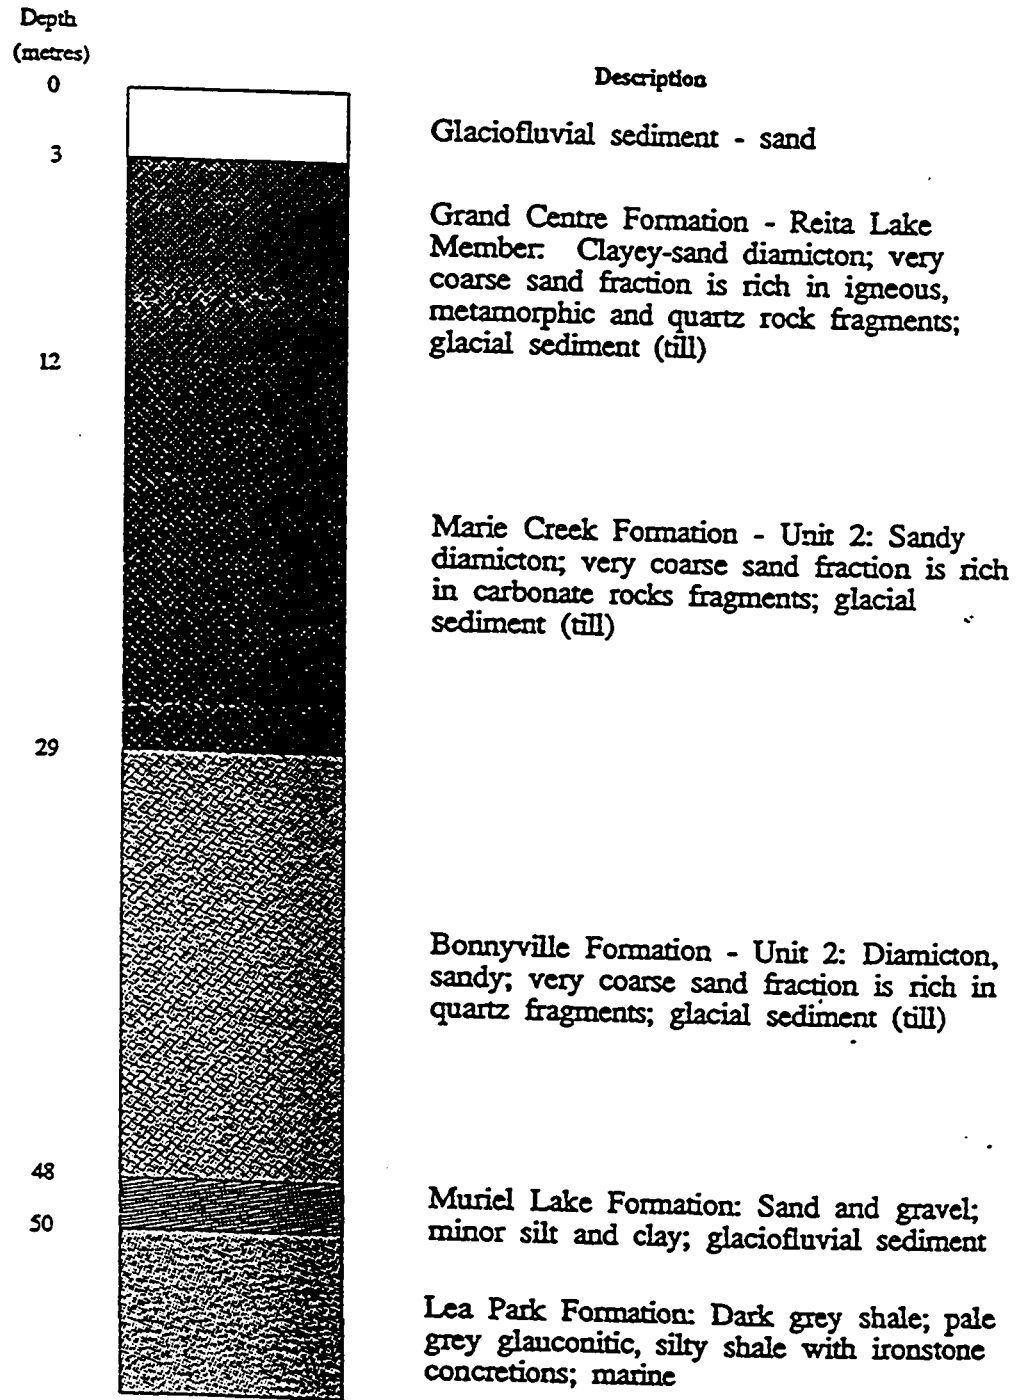 Depth
(metres)
0
Description
Glaciofluvial sediment - sand
3
Grand Centre Formation - Reita Lake
Member: Clayey-sand diamicton; very
coarse sand fraction is rich in igneous,
metamorphic and quartz rock fragments;
glacial sediment (till)
12
Marie Creek Formation - Unit 2: Sandy
diamicton; very coarse sand fraction is rich
in carbonate rocks fragments; glacial
sediment (till)
29
Bonnyville Formation - Unit 2: Diamicton,
sandy; very coarse sand fraction is rich in
quartz fragments; glacial sediment (till)
48
Muriel Lake Formation: Sand and gravel;
minor silt and clay; glaciofluvial sediment
50
Lea Park Formation: Dark grey shale; pale
grey glauconitic, silty shale with ironstone
concretions; marine